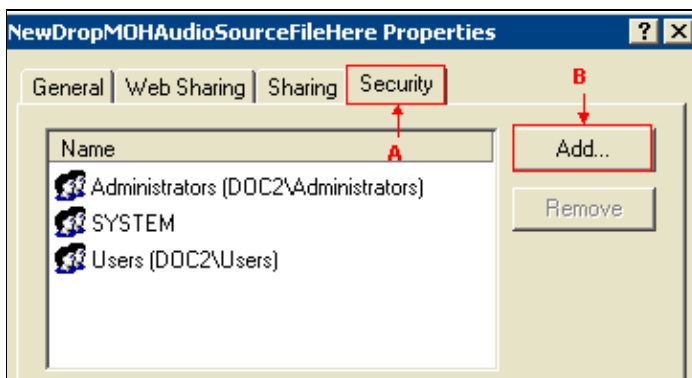 NewDropMOHAudioSourceFileHere Properties ? ×
General Web Sharing Sharing Security
B
A
Name
Add...
Administrators (DOC2\Administrators)
Remove
SYSTEM
Users (DOC2\Users)